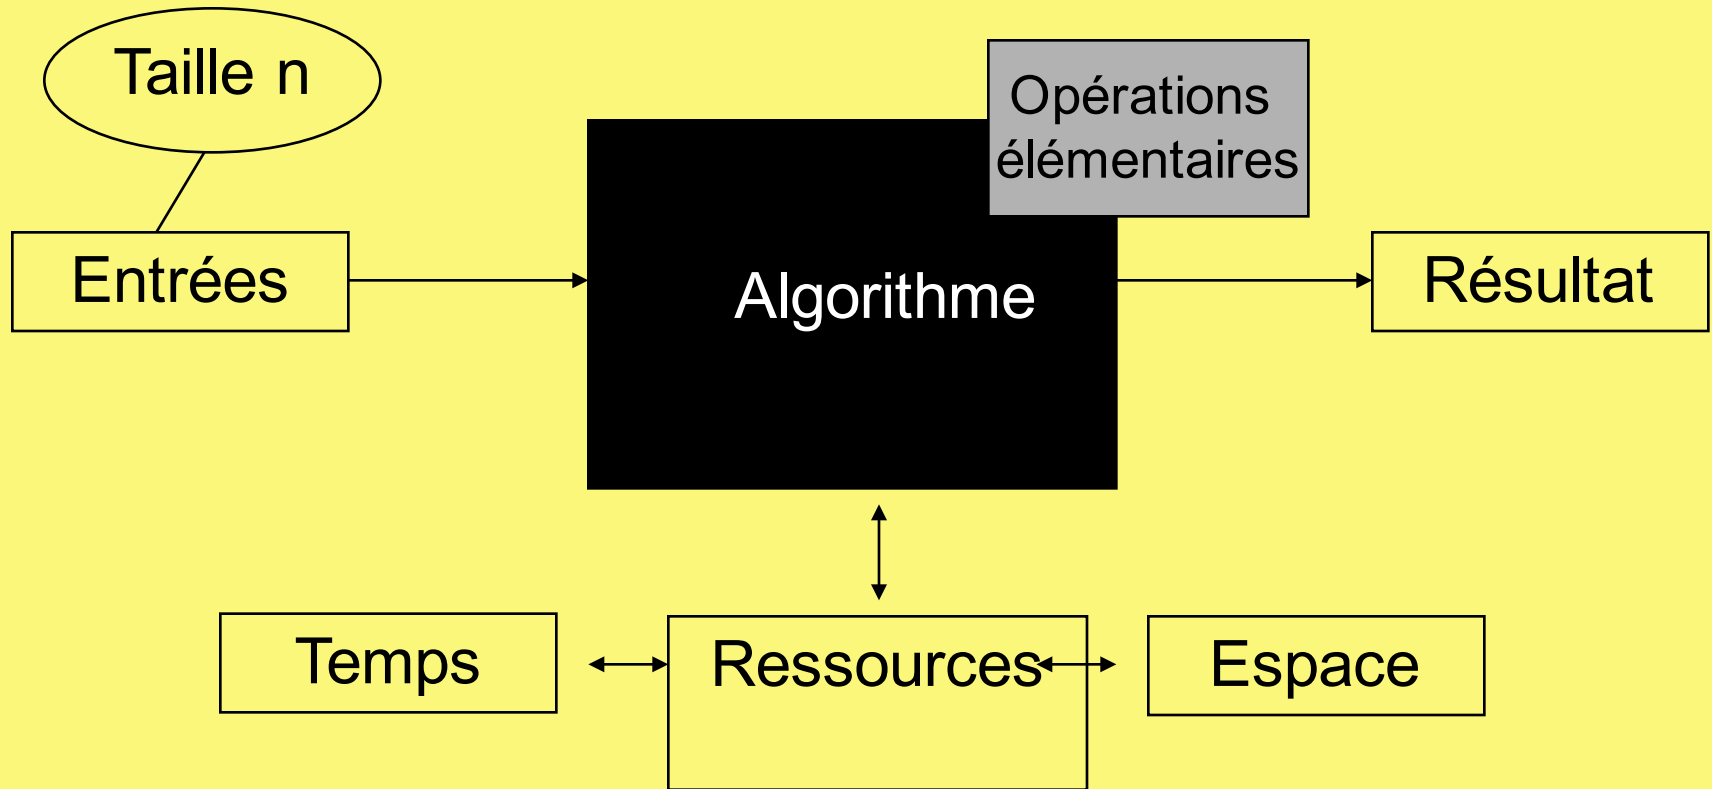 Taille n
Opérations
élémentaires
Entrées
Algorithme
Résultat
Temps
Ressources
Espace